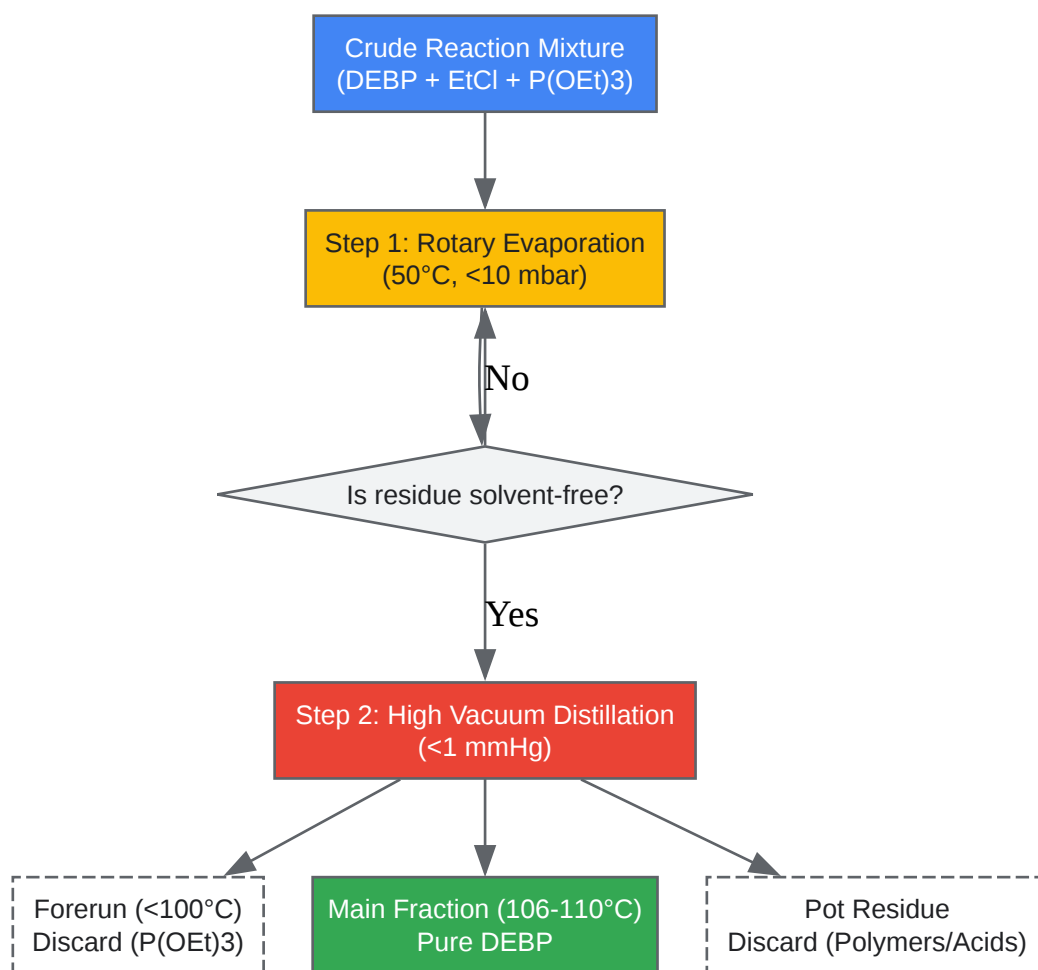 Crude Reaction Mixture
(DEBP + EtCl + P(OEt)3)
Step 1: Rotary Evaporation
(50°C, <10 mbar)
No
Is residue solvent-free?
Yes
Step 2: High Vacuum Distillation
(<1 mmHg)
Forerun (<100°C)
Discard (P(OEt)3)
Main Fraction (106-110°C)
Pure DEBP
Pot Residue
Discard (Polymers/Acids)